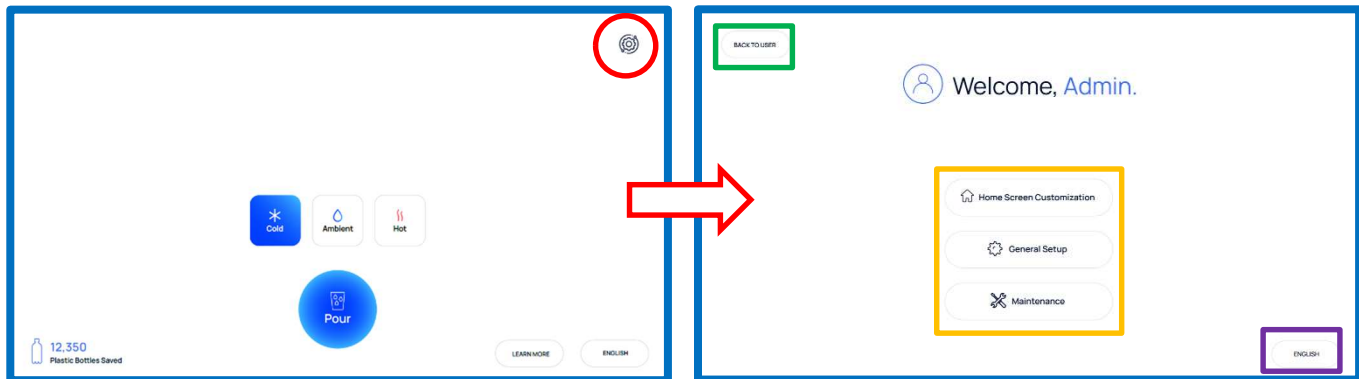 Cold
Ambient
Hot
Pour
12,350
Plastic Bottles Saved
LEARN MORE
ENGLISH
BACK TO USER
Welcome, Admin.
Home Screen Customization
General Setup
Maintenance
ENGLISH